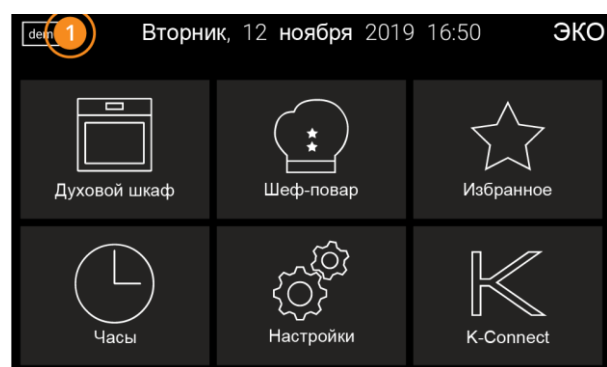 dem 1 Вторник, 12 ноября 2019 16:50 ЭКО
Духовой шкаф Шеф-повар Избранное
Часы Настройки K-Connect